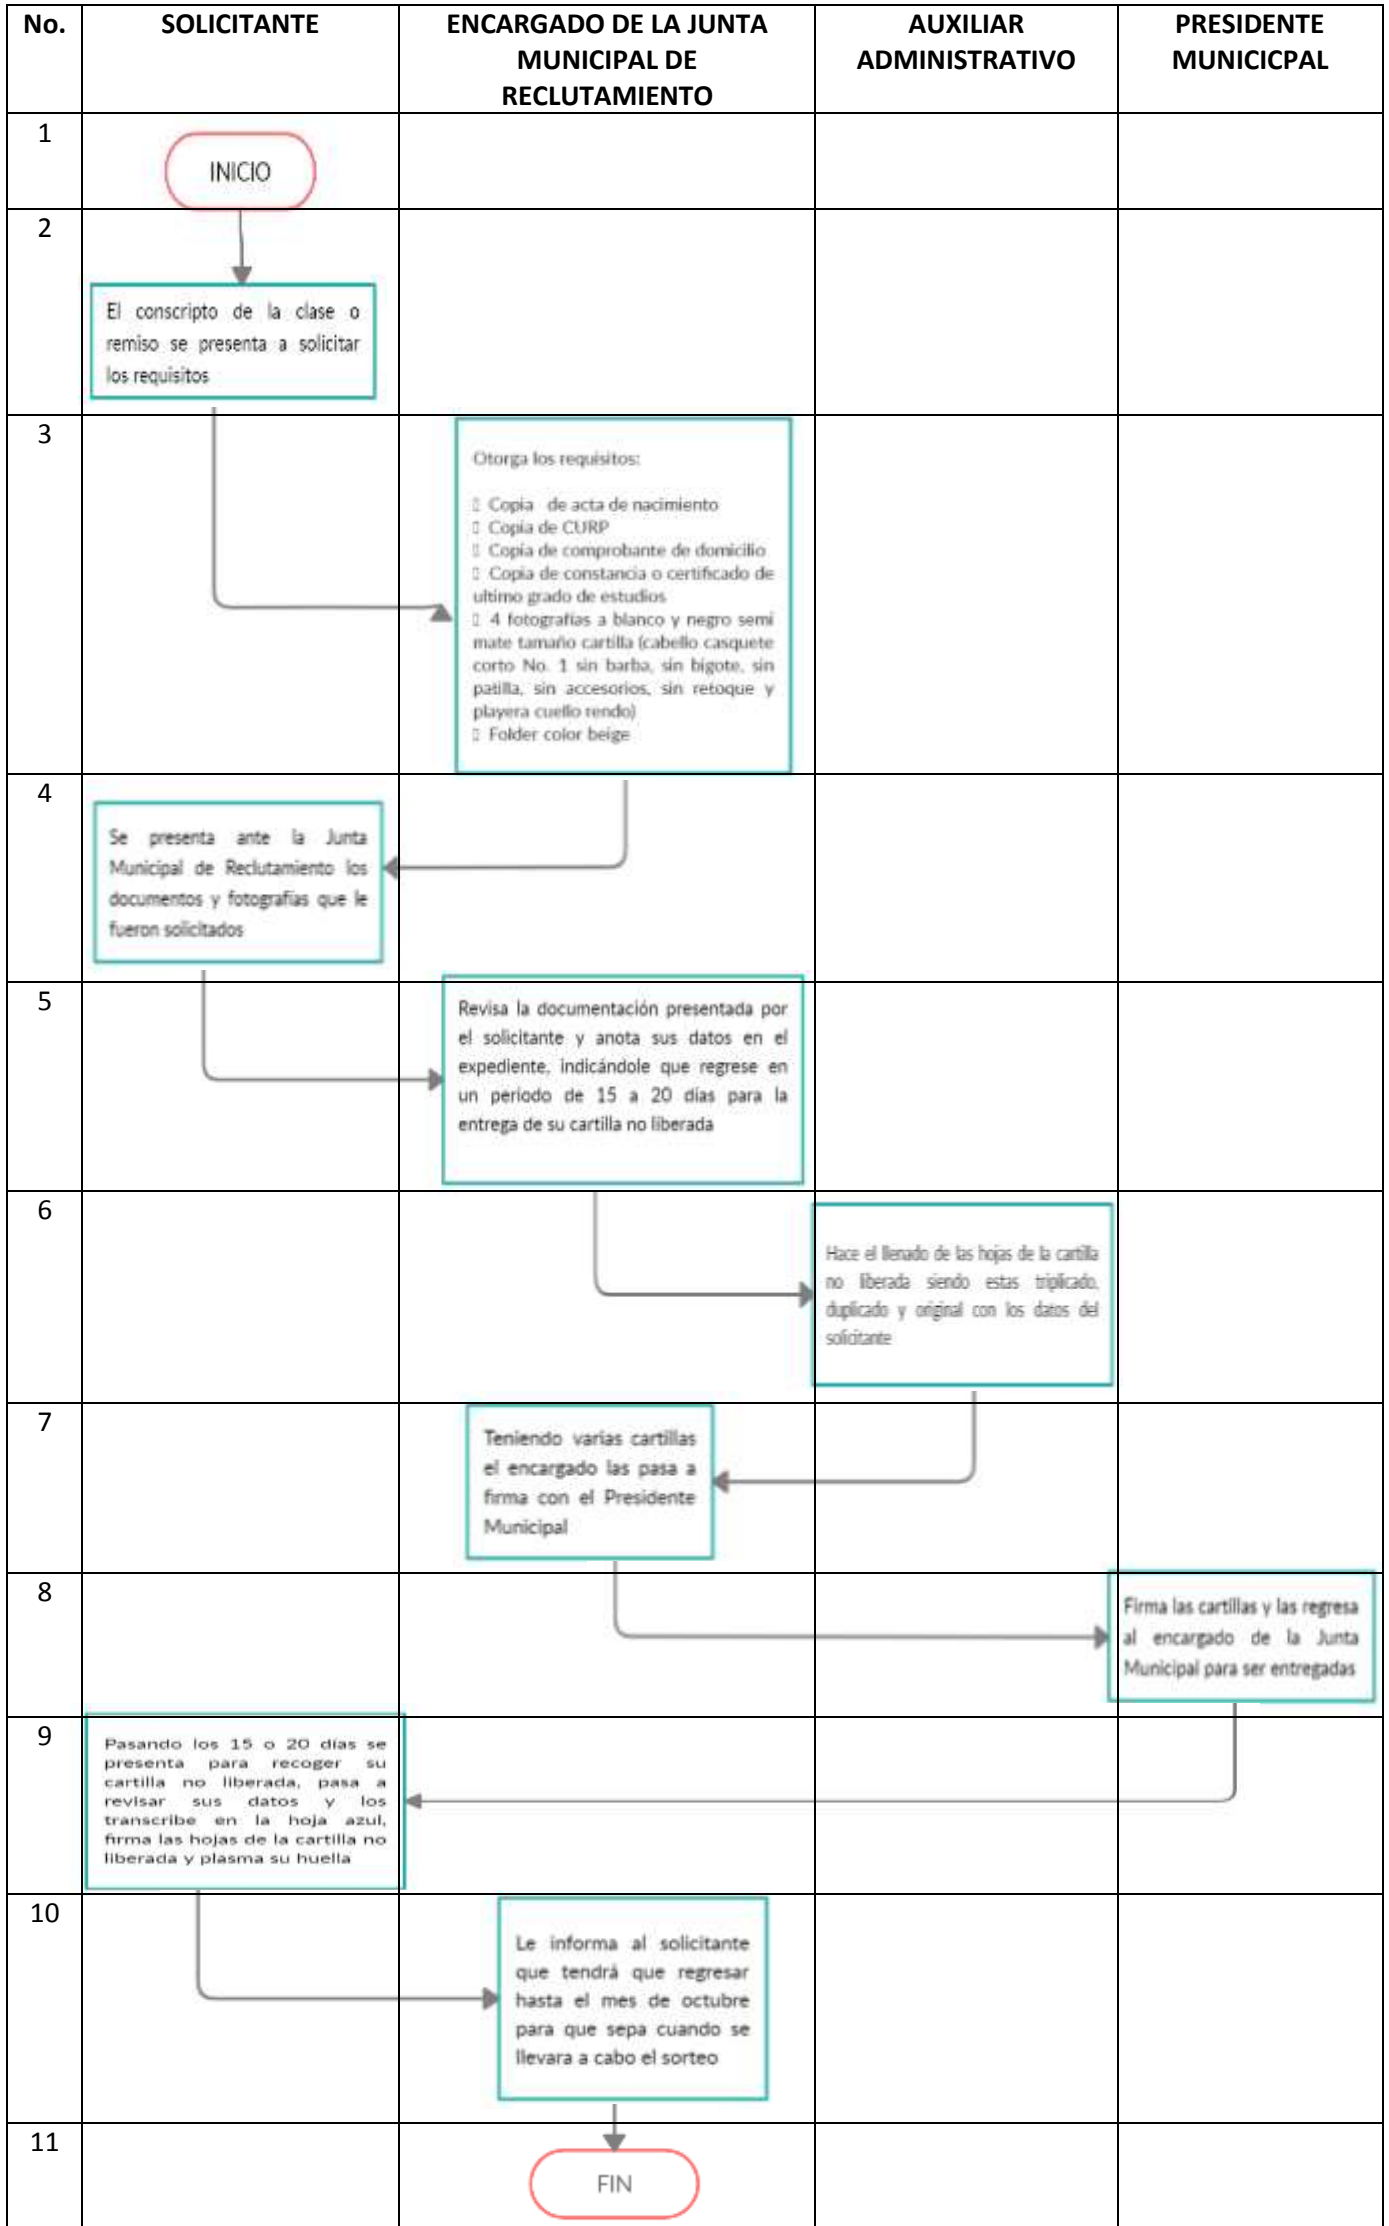 No.
SOLICITANTE
ENCARGADO DE LA JUNTA
MUNICIPAL DE
RECLUTAMIENTO
AUXILIAR
ADMINISTRATIVO
PRESIDENTE
MUNICICPAL
1
INICIO
2
El conscripto de la clase o
remiso se presenta a solicitar
los requisitos
3
Otorga los requisitos:
Copia de acta de nacimiento
Copia de CURP
Copia de comprobante de domicilio
Copia de constancia o certificado de
ultimo grado de estudios
4 fotografías a blanco y negro semi
mate tamaño cartilla (cabello casquete
corto No. 1 sin barba, sin bigote, sin
patilla, sin accesorios, sin retoque y
playera cuello rendo)
Folder color beige
4
Se presenta ante la Junta
Municipal de Reclutamiento los
documentos y fotografías que le
fueron solicitados
5
Revisa la documentación presentada por
el solicitante y anota sus datos en el
expediente, indicándole que regrese en
un periodo de 15 a 20 días para la
entrega de su cartilla no liberada
6
Hace el llenado de las hojas de la cartilla
no liberada siendo estas triplicado,
duplicado y original con los datos del
solicitante
7
Teniendo varias cartillas
el encargado las pasa a
firma con el Presidente
Municipal
8
Firma las cartillas y las regresa
al encargado de la Junta
Municipal para ser entregadas
9
Pasando los 15 o 20 días se
presenta para recoger su
cartilla no liberada, pasa a
revisar sus datos y los
transcribe en la hoja azul,
firma las hojas de la cartilla no
liberada y plasma su huella
10
Le informa al solicitante
que tendrá que regresar
hasta el mes de octubre
para que sepa cuando se
llevara a cabo el sorteo
11
FIN